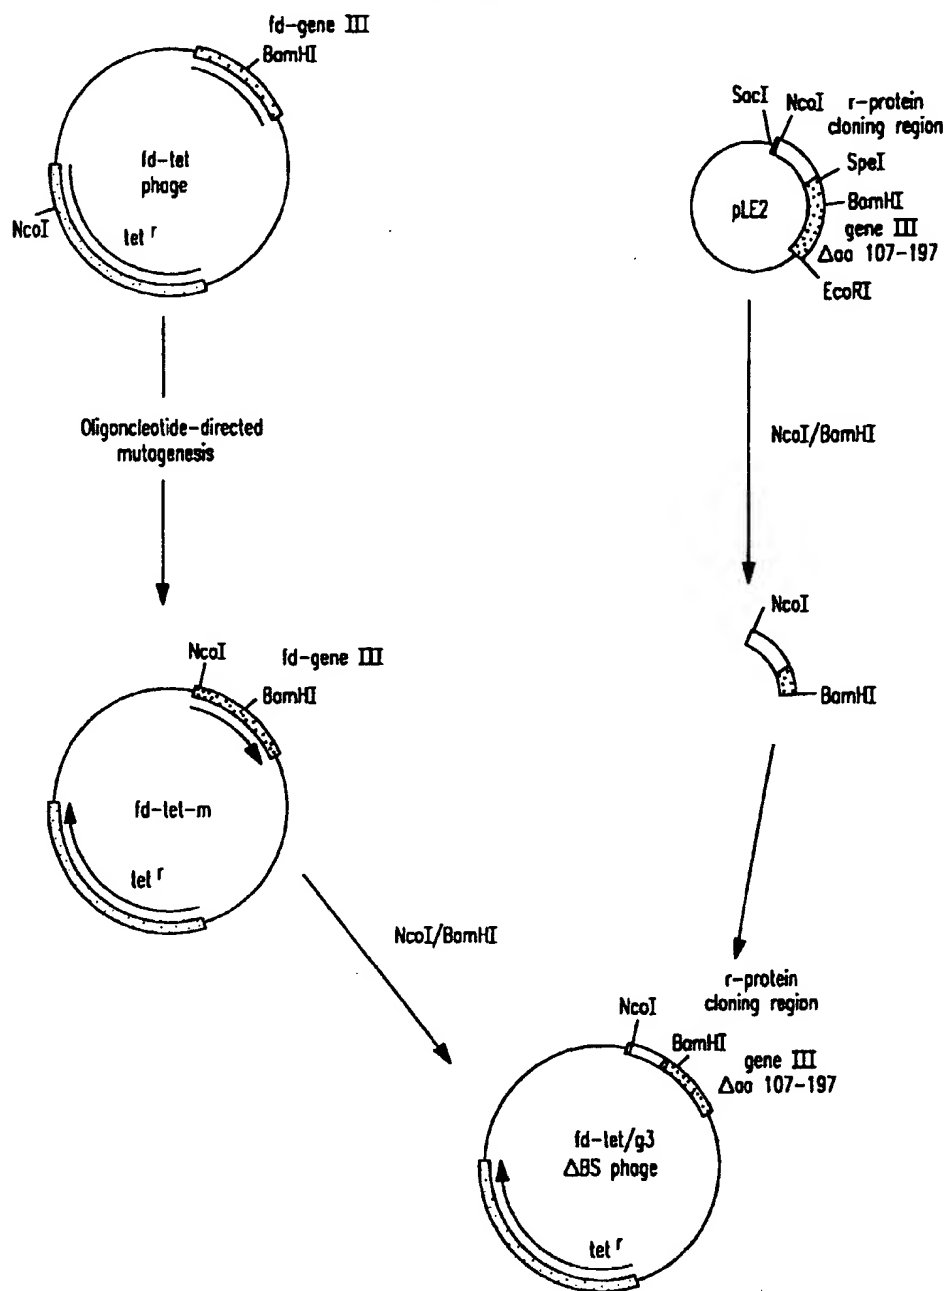 fd-gene III
BamHI
fd-tet
phage
NcoI
tet r
SacI
NcoI
r-protein
cloning region
SpeI
BamHI
pLE2
gene III
Δaa 107-197
EcoRI
Oligoncleotide-directed
mutagenesis
NcoI/BamHI
NcoI
BamHI
NcoI
fd-gene III
BamHI
fd-tet-m
tet r
NcoI/BamHI
r-protein
cloning region
NcoI
BamHI
gene III
Δaa 107-197
fd-tet/g3
ΔBS phage
tet r